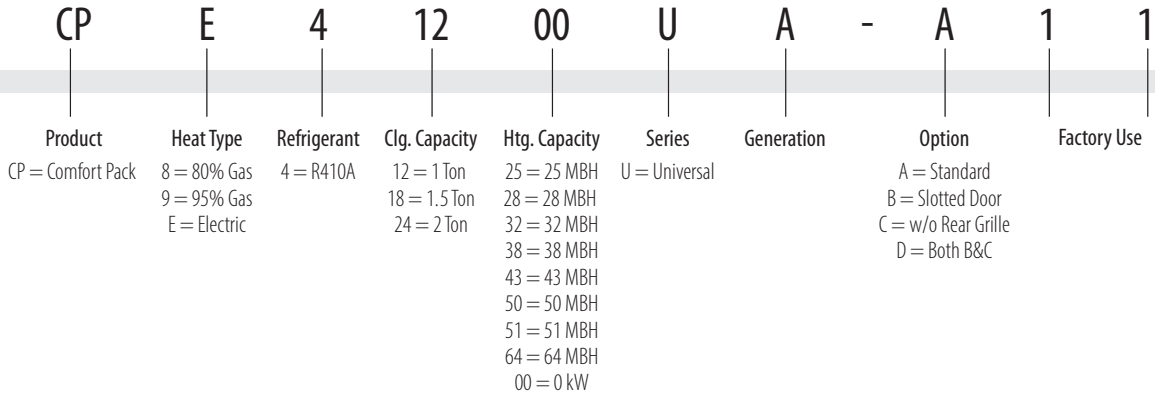 CP E 4 12 00 U A - A 1 1
Product Heat Type Refrigerant Clg. Capacity Htg. Capacity Series Generation Option Factory Use
CP = Comfort Pack 8 = 80% Gas 4 = R410A 12 = 1 Ton 25 = 25 MBH U = Universal A = Standard
9 = 95% Gas 18 = 1.5 Ton 28 = 28 MBH B = Slotted Door
E = Electric 24 = 2 Ton 32 = 32 MBH C = w/o Rear Grille
38 = 38 MBH D = Both B&C
43 = 43 MBH
50 = 50 MBH
51 = 51 MBH
64 = 64 MBH
00 = 0 kW